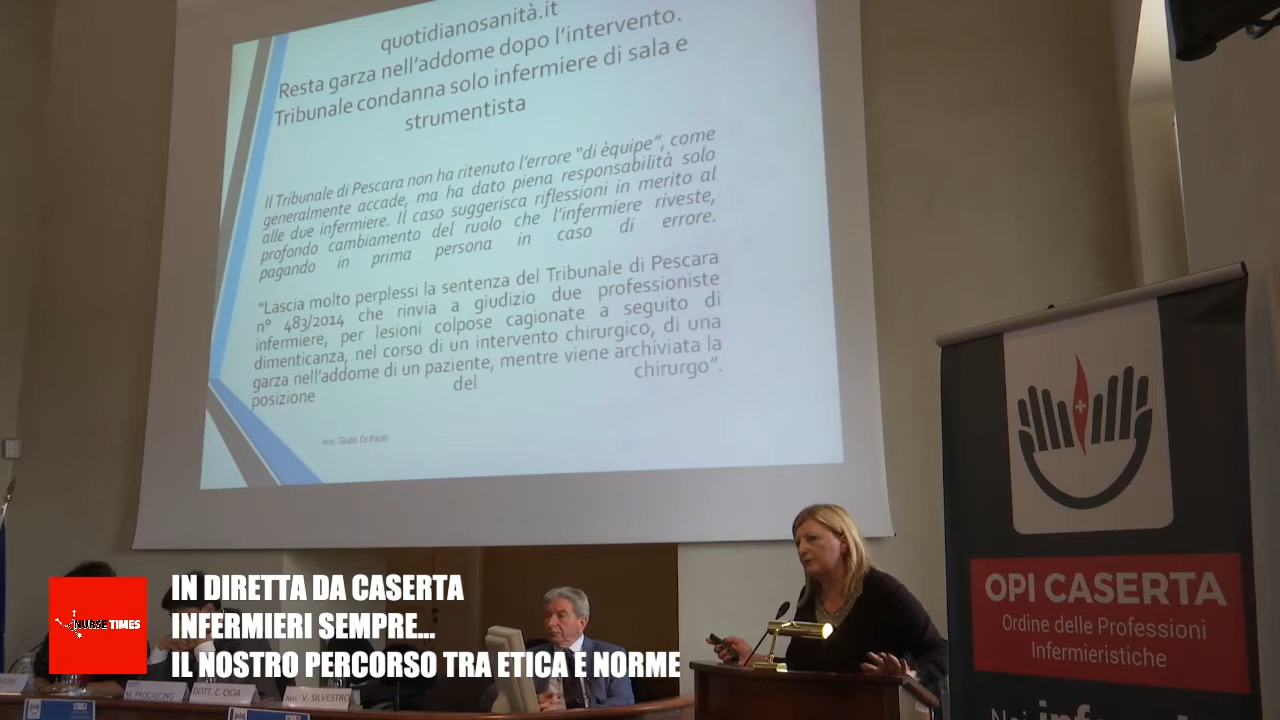 quotidianosanità.it
Resta garza nell'addome dopo l'intervento.
Tribunale condanna solo infermiere di sala e
strumentista
Il Tribunale di Pescara non ha ritenuto l'errore "di èquipe", come
generalmente accade, ma ha dato piena responsabilità solo
alle due infermiere. Il caso suggerisca riflessioni in merito al
profondo cambiamento del ruolo che l'infermiere riveste,
pagando in prima persona in caso di errore.
"Lascia molto perplessi la sentenza del Tribunale di Pescara
n° 483/2014 che rinvia a giudizio due professioniste
infermiere, per lesioni colpose cagionate a seguito di
dimenticanza, nel corso di un intervento chirurgico, di una
garza nell'addome di un paziente, mentre viene archiviata la
posizione del chirurgo".
Avv. Giulia Di Paolo
OPI CASERTA
Ordine delle Professioni
Infermieristiche
Noi
NURSE TIMES
IN DIRETTA DA CASERTA
INFERMIERI SEMPRE...
IL NOSTRO PERCORSO TRA ETICA E NORME
M. PROCACCINO
DOTT. C. CICIA
Avv. V. SILVESTRO